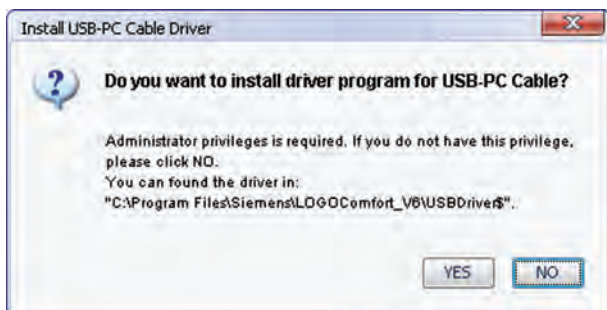 Install USB-PC Cable Driver
Do you want to install driver program for USB-PC Cable?
Administrator privileges is required. If you do not have this privilege,
please click NO.
You can found the driver in:
"C:\Program Files\Siemens\LOGOComfort_V6\USBDriver$".
YES NO